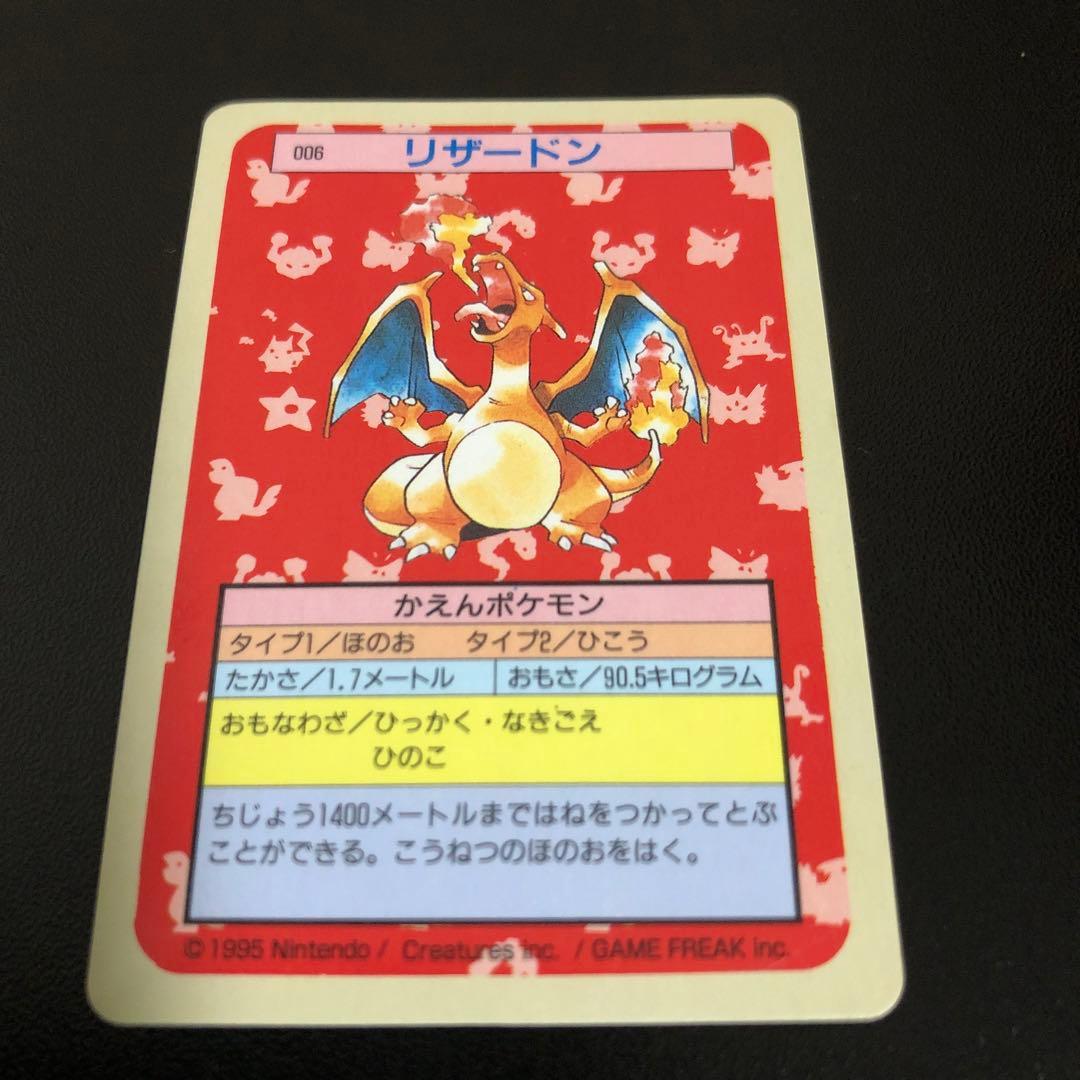 006 リザードン
かえんポケモン
タイプ1/ほのお タイプ2/ひこう
たかさ/1.7メートル おもさ/90.5キログラム
おもなわざ/ひっかく・なきごえ
ひのこ
ちじょう1400メートルまではねをつかってとぶ
ことができる。こうねつのほのおをはく。
© 1995 Nintendo / Creatures inc. / GAME FREAK inc.